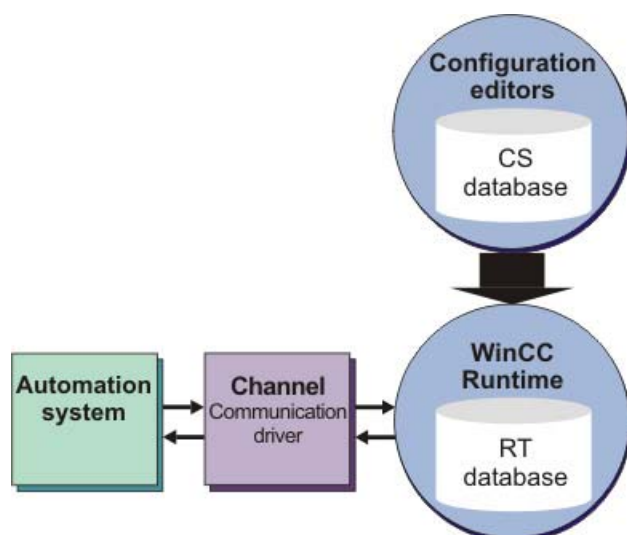 Configuration
editors
CS
database
WinCC
Runtime
RT
database
Automation
system
Channel
Communication
driver